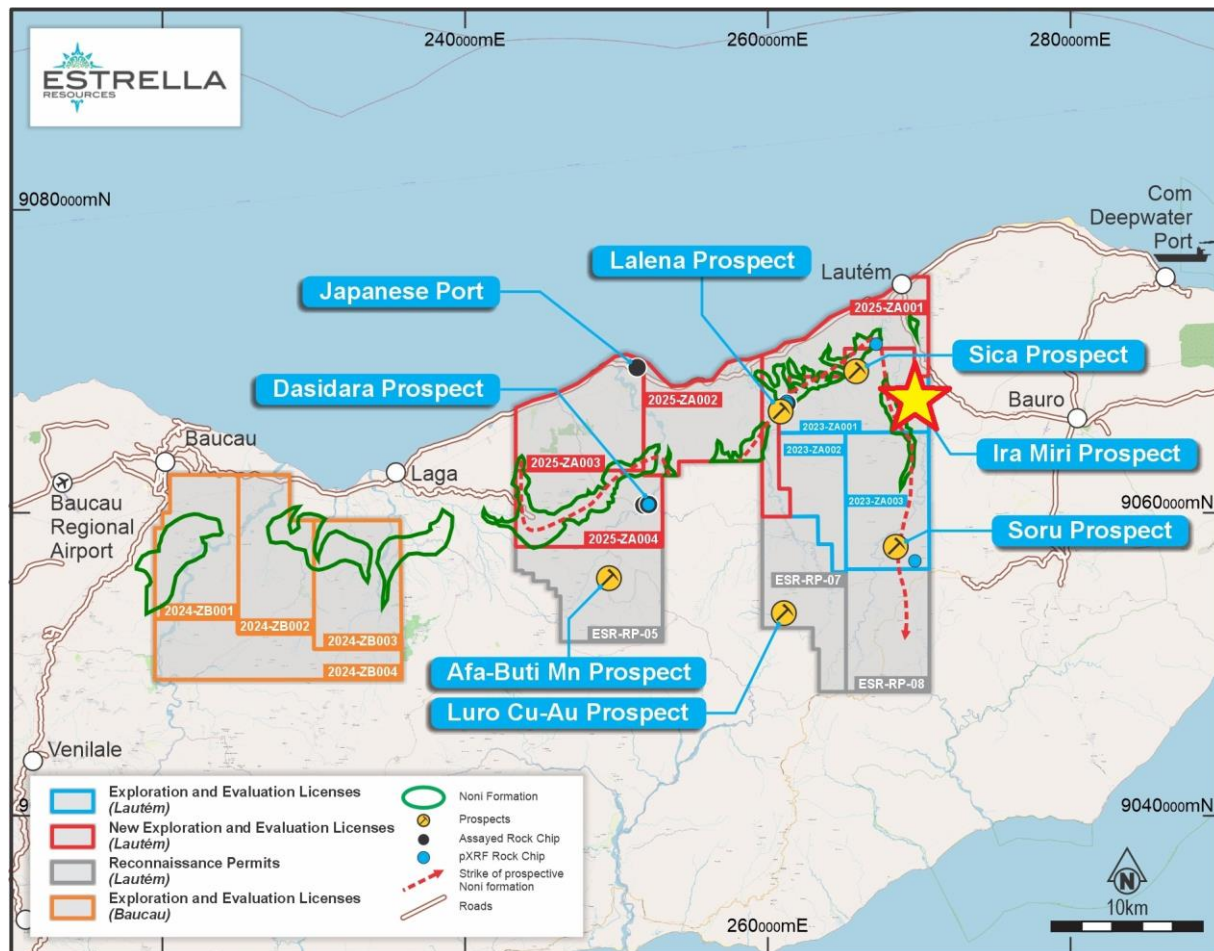 ESTRELLA
RESOURCES
240000mE
260000mE
280000mE
9080000mN
Com
Deepwater
Port
Lalena Prospect
Lautém
Japanese Port
2025-ZA001
Sica Prospect
Dasidara Prospect
2025-ZA002
Bauro
Baucau
2023-ZA001
Ira Miri Prospect
2023-ZA002
2025-ZA003
Laga
Baucau
Regional
Airport
2023-ZA003
9060000mN
Soru Prospect
2025-ZA004
ESR-RP-07
2024-ZB001
2024-ZB002
2024-ZB003
2024-ZB004
ESR-RP-05
Afa-Buti Mn Prospect
ESR-RP-08
Luro Cu-Au Prospect
Venilale
Exploration and Evaluation Licenses
(Lautém)
New Exploration and Evaluation Licenses
(Lautém)
Reconnaissance Permits
(Lautém)
Exploration and Evaluation Licenses
(Baucau)
Noni Formation
Prospects
Assayed Rock Chip
pXRF Rock Chip
Strike of prospective
Noni formation
Roads
9040000mN
N
260000mE
10km